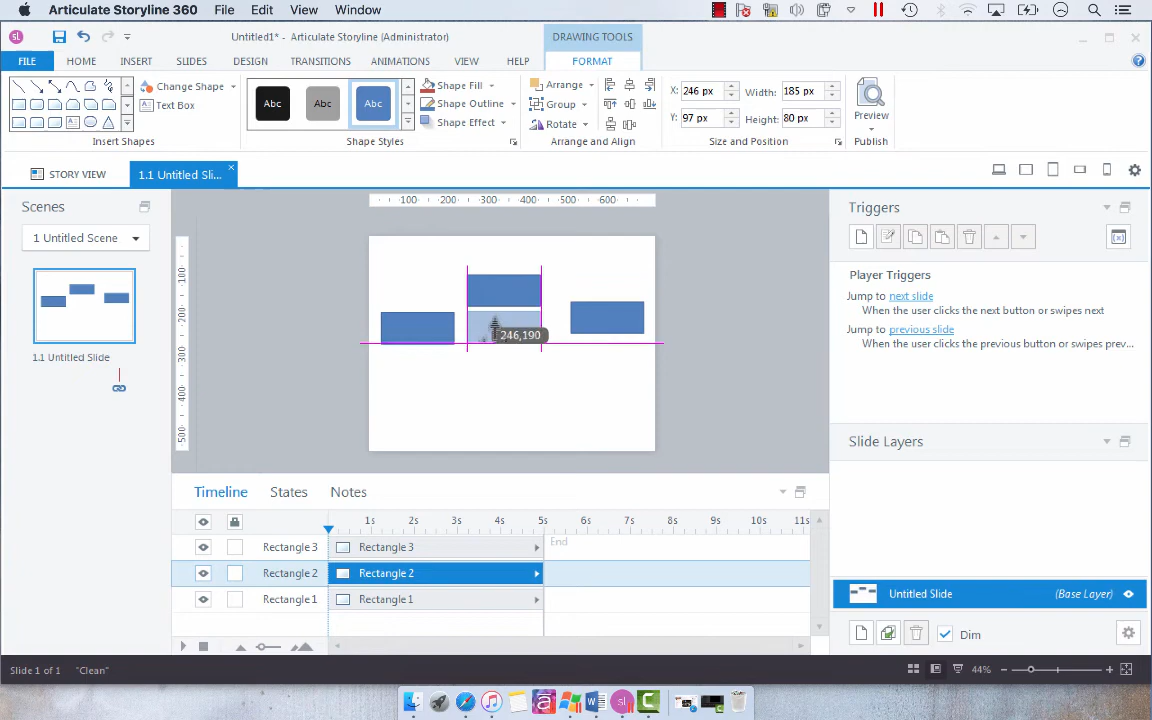 Articulate Storyline 360 File Edit View Window
sl Untitled1* - Articulate Storyline (Administrator) DRAWING TOOLS
FILE HOME INSERT SLIDES DESIGN TRANSITIONS ANIMATIONS VIEW HELP FORMAT
Change Shape
Text Box
Insert Shapes
Abc Abc Abc
Shape Styles
Shape Fill
Shape Outline
Shape Effect
Arrange
Group
Rotate
Arrange and Align
X: 246 px Width: 185 px
Y: 97 px Height: 80 px
Size and Position
Preview
Publish
STORY VIEW 1.1 Untitled Sli...
Scenes
1 Untitled Scene
1.1 Untitled Slide
100 200 300 400 500 600
100
200
300
400
500
246,190
Triggers
Player Triggers
Jump to next slide
When the user clicks the next button or swipes next
Jump to previous slide
When the user clicks the previous button or swipes prev...
Slide Layers
Untitled Slide (Base Layer)
Dim
Timeline States Notes
1s 2s 3s 4s 5s 6s 7s 8s 9s 10s 11s
End
Rectangle 3 Rectangle 3
Rectangle 2 Rectangle 2
Rectangle 1 Rectangle 1
Slide 1 of 1 "Clean" 44%